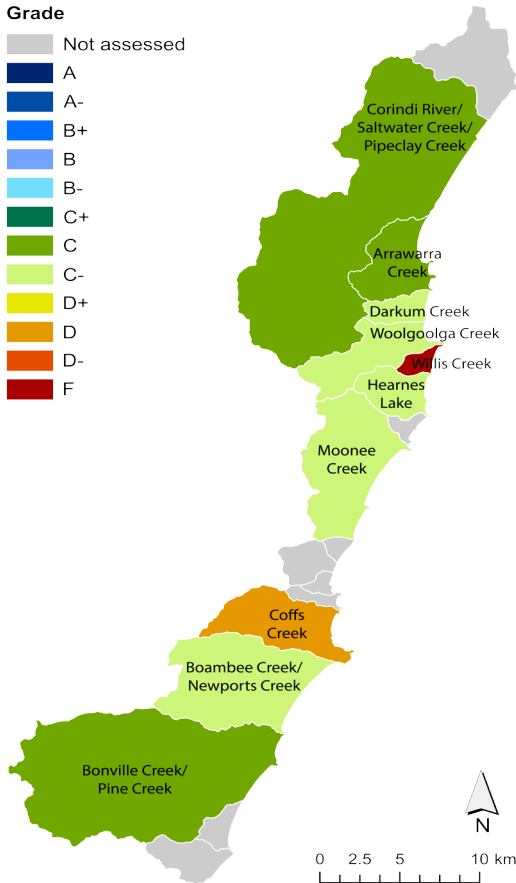 Grade
Not assessed
A
A-
B+
B
B-
C+
C
C-
D+
D
D-
F
Corindi River/
Saltwater Creek/
Pipeclay Creek
Arrawarra
Creek
Darkum Creek
Woolgoolga Creek
Willis Creek
Hearnes
Lake
Moonee
Creek
Coffs
Creek
Boambee Creek/
Newports Creek
Bonville Creek/
Pine Creek
N
0 2.5 5 10 km